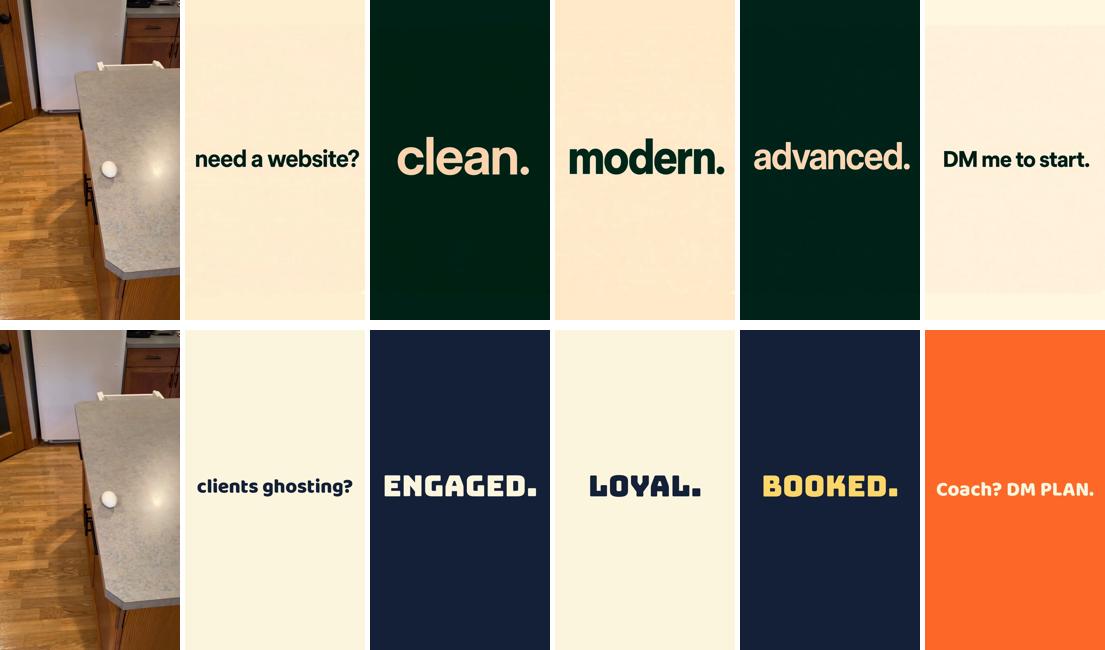 need a website?
clean.
modern.
advanced.
DM me to start.
clients ghosting?
ENGAGED.
LOYAL.
BOOKED.
Coach? DM PLAN.